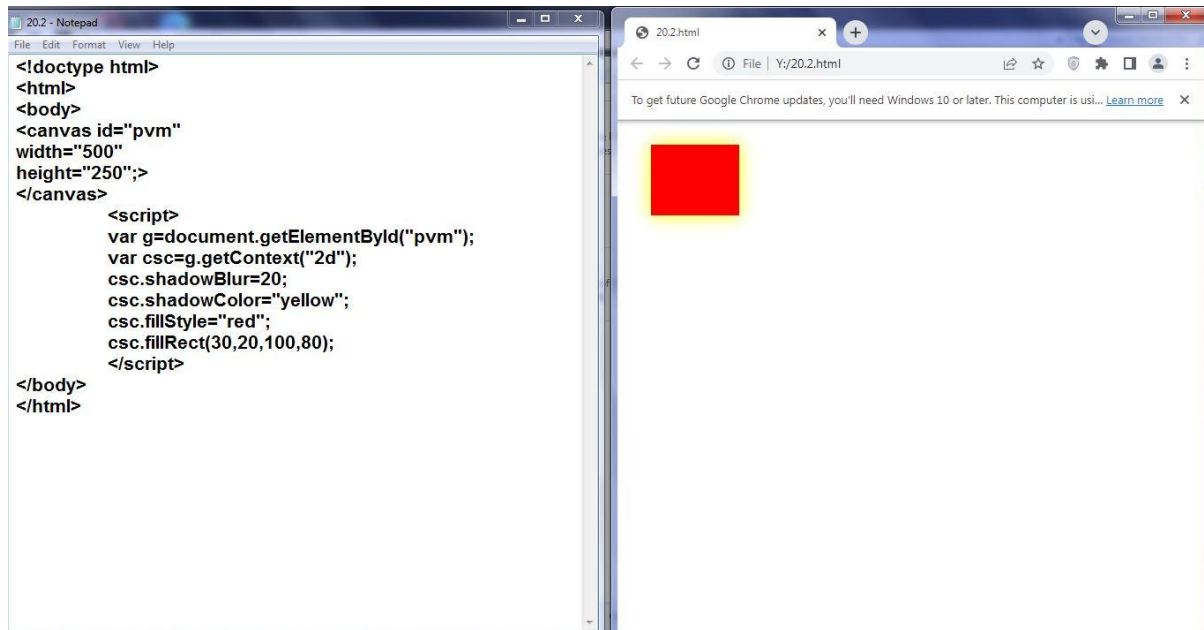 20.2 - Notepad
File Edit Format View Help
<!doctype html>
<html>
<body>
<canvas id="pvm"
width="500"
height="250";>
</canvas>
<script>
var g=document.getElementById("pvm");
var csc=g.getContext("2d");
csc.shadowBlur=20;
csc.shadowColor="yellow";
csc.fillStyle="red";
csc.fillRect(30,20,100,80);
</script>
</body>
</html>
20.2.html
File Y:/20.2.html
To get future Google Chrome updates, you'll need Windows 10 or later. This computer is usi... Learn more